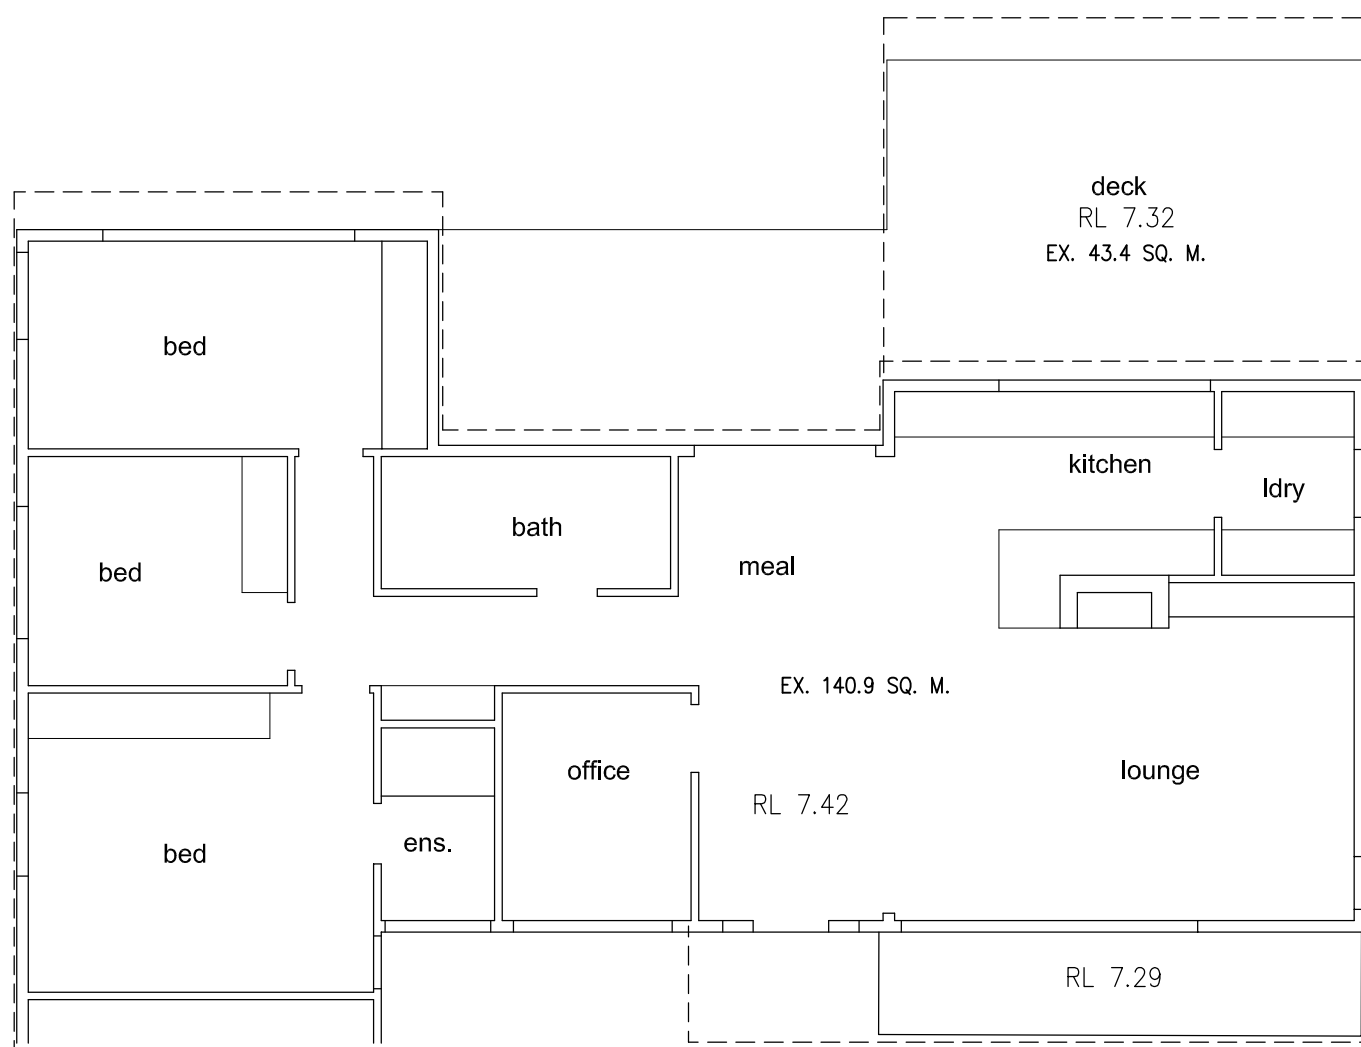 deck
RL 7.32
EX. 43.4 SQ. M.
bed
kitchen
ldry
bath
meal
bed
EX. 140.9 SQ. M.
office
lounge
RL 7.42
ens.
bed
RL 7.29